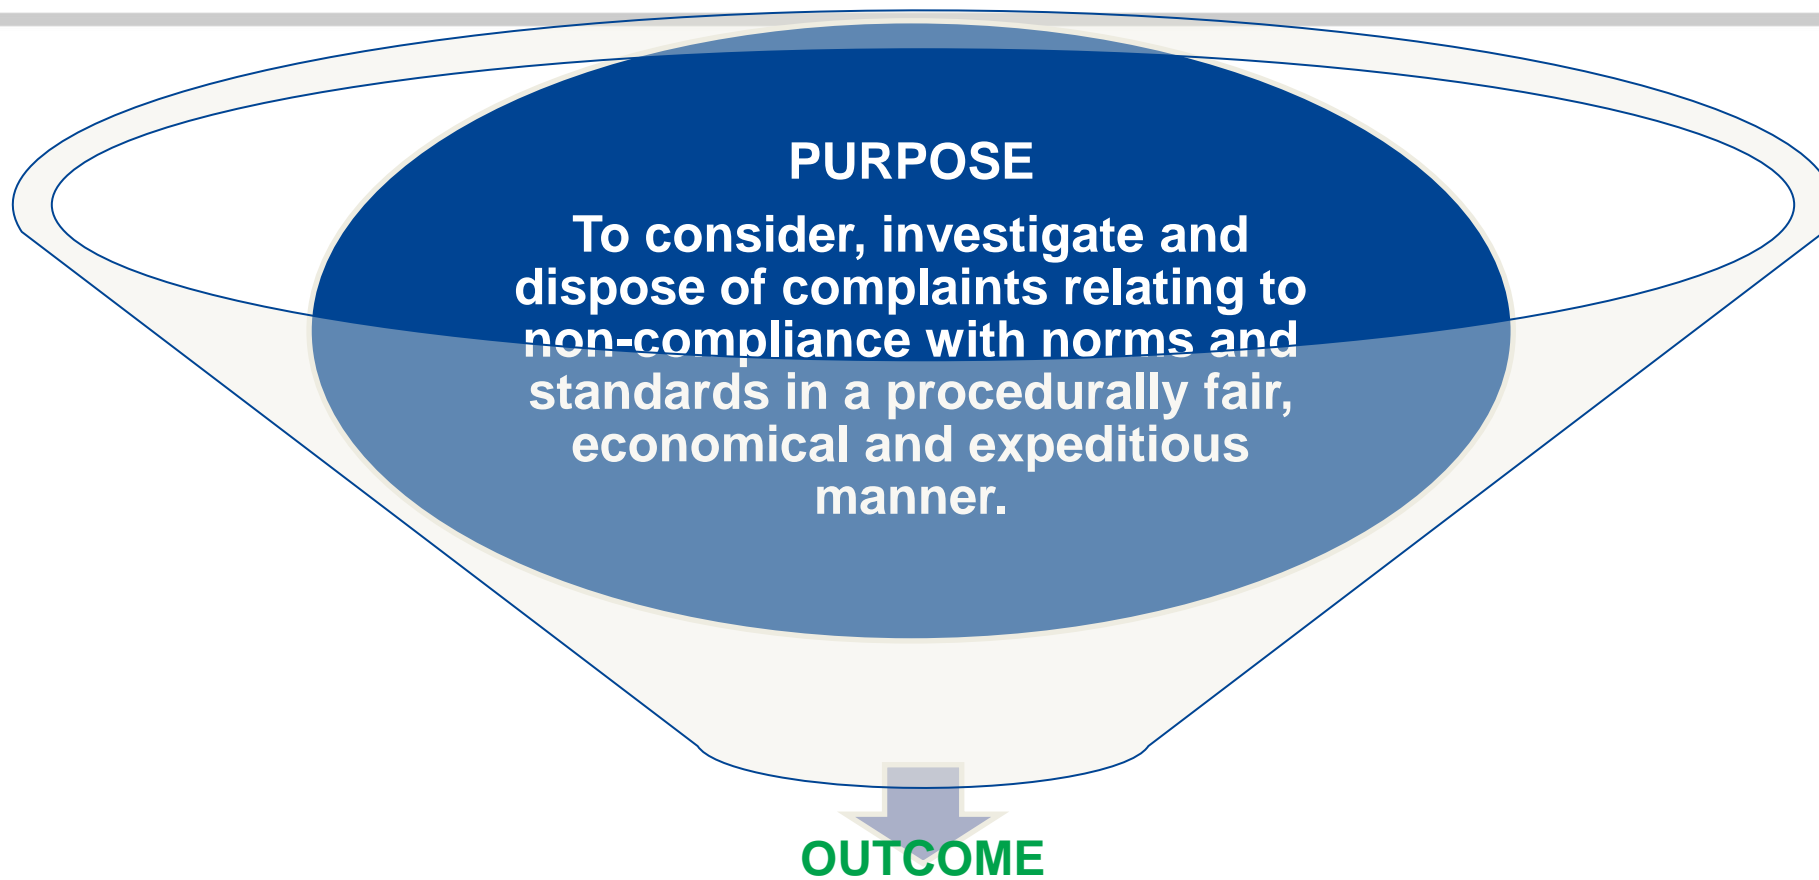 PURPOSE
To consider, investigate and
dispose of complaints relating to
non-compliance with norms and
standards in a procedurally fair,
economical and expeditious
manner.
OUTCOME